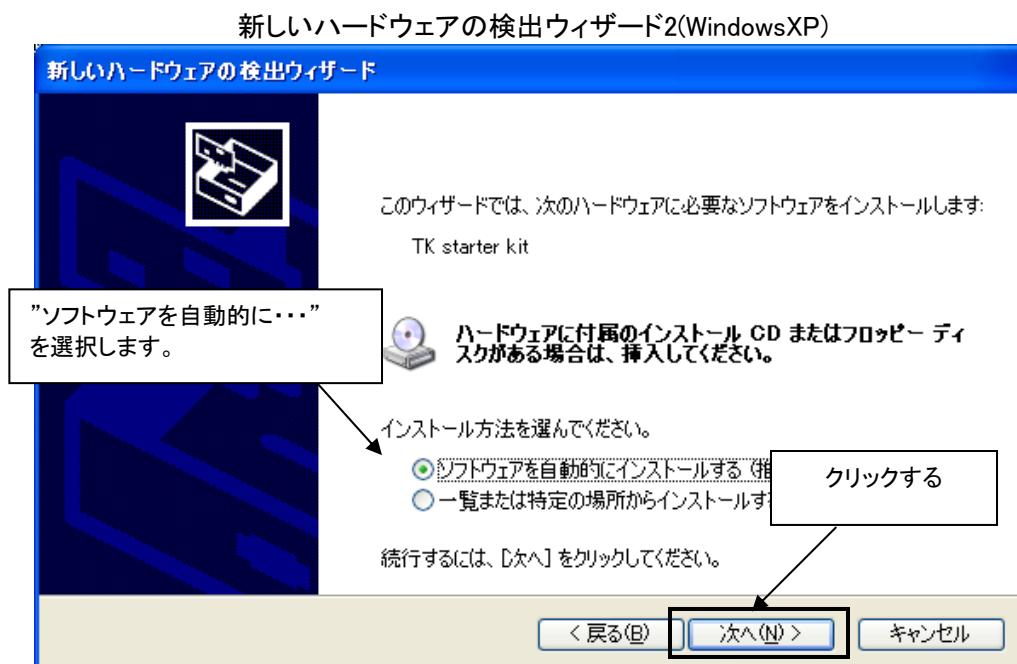 新しいハードウェアの検出ウィザード2(WindowsXP)
新しいハードウェアの検出ウィザード
このウィザードでは、次のハードウェアに必要なソフトウェアをインストールします:
TK starter kit
”ソフトウェアを自動的に・・・”
を選択します。
ハードウェアに付属のインストール CD またはフロッピー ディ
スクがある場合は、挿入してください。
インストール方法を選んでください。
ソフトウェアを自動的にインストールする (推
一覧または特定の場所からインストールす
クリックする
続行するには、[次へ] をクリックしてください。
< 戻る(B)
次へ(N) >
キャンセル